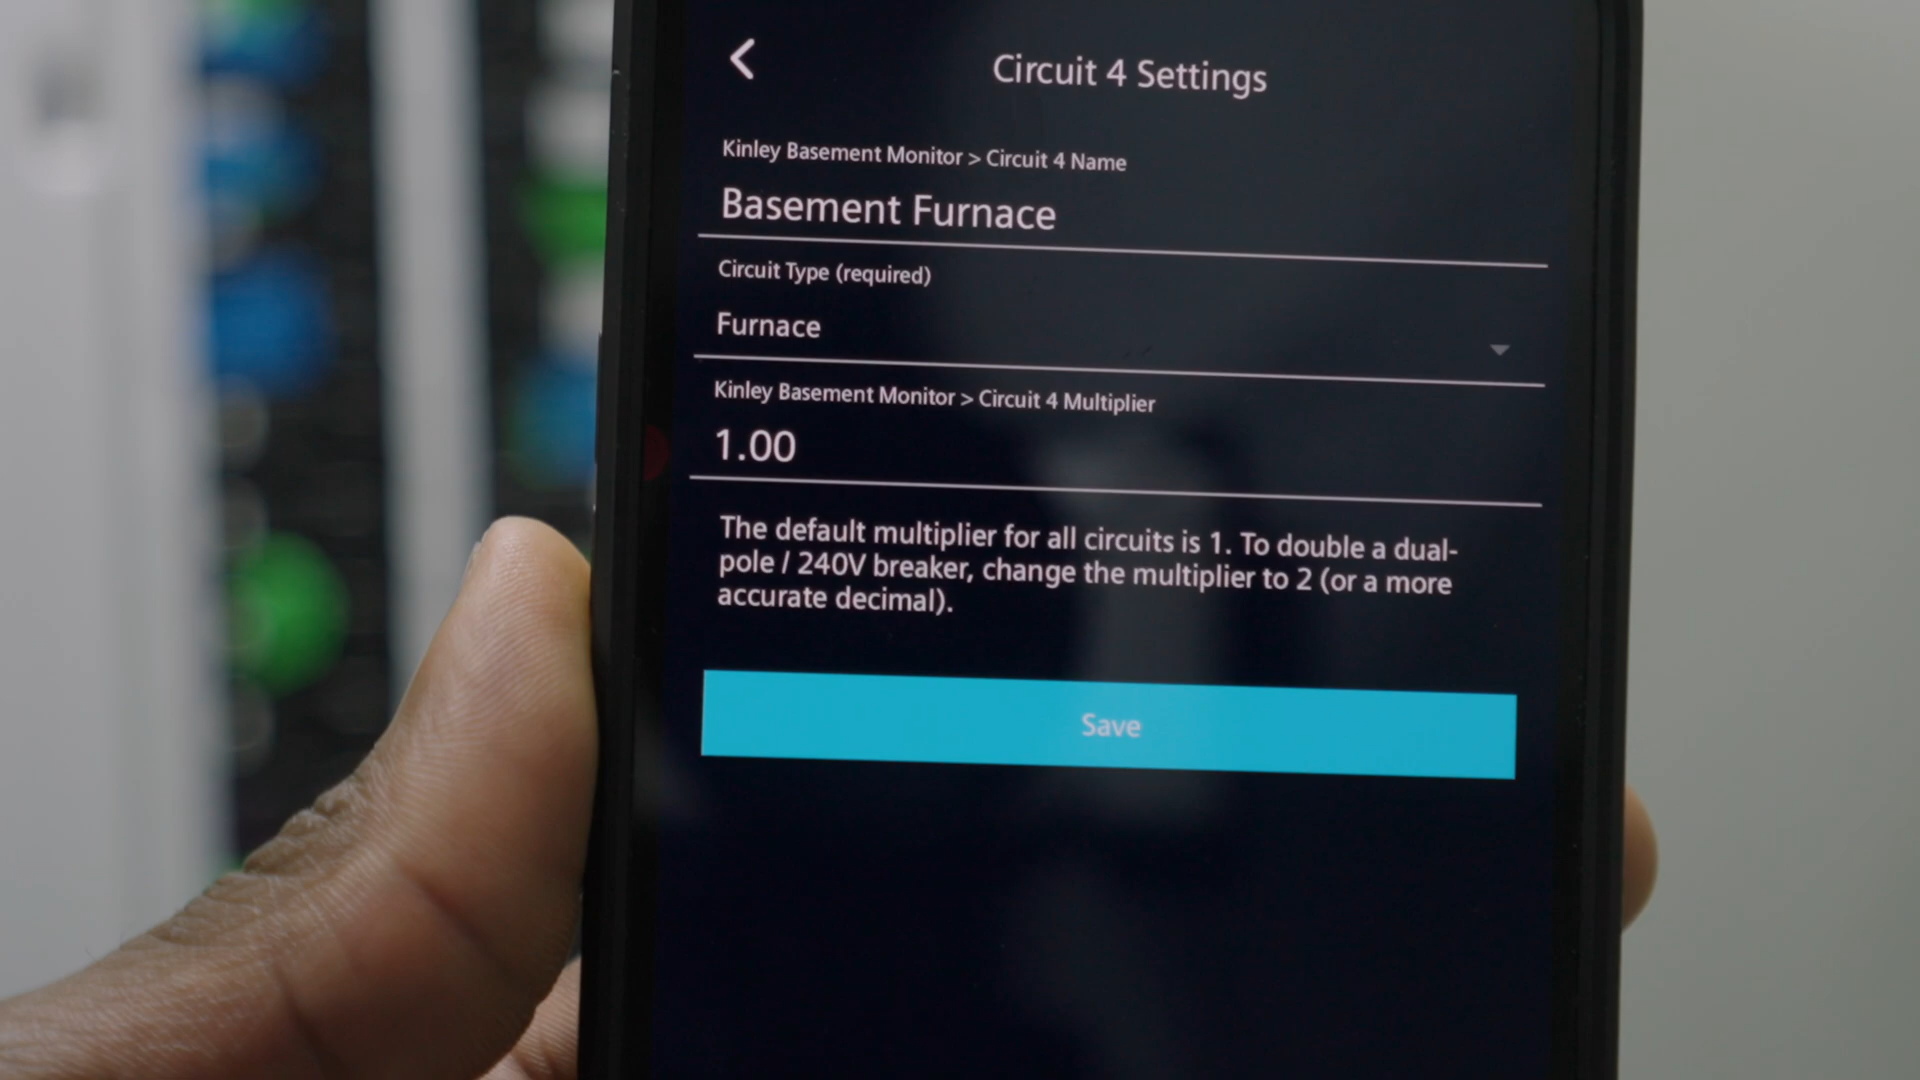 Circuit 4 Settings
Kinley Basement Monitor > Circuit 4 Name
Basement Furnace
Circuit Type (required)
Furnace
Kinley Basement Monitor > Circuit 4 Multiplier
1.00
The default multiplier for all circuits is 1. To double a dual-
pole / 240V breaker, change the multiplier to 2 (or a more
accurate decimal).
Save